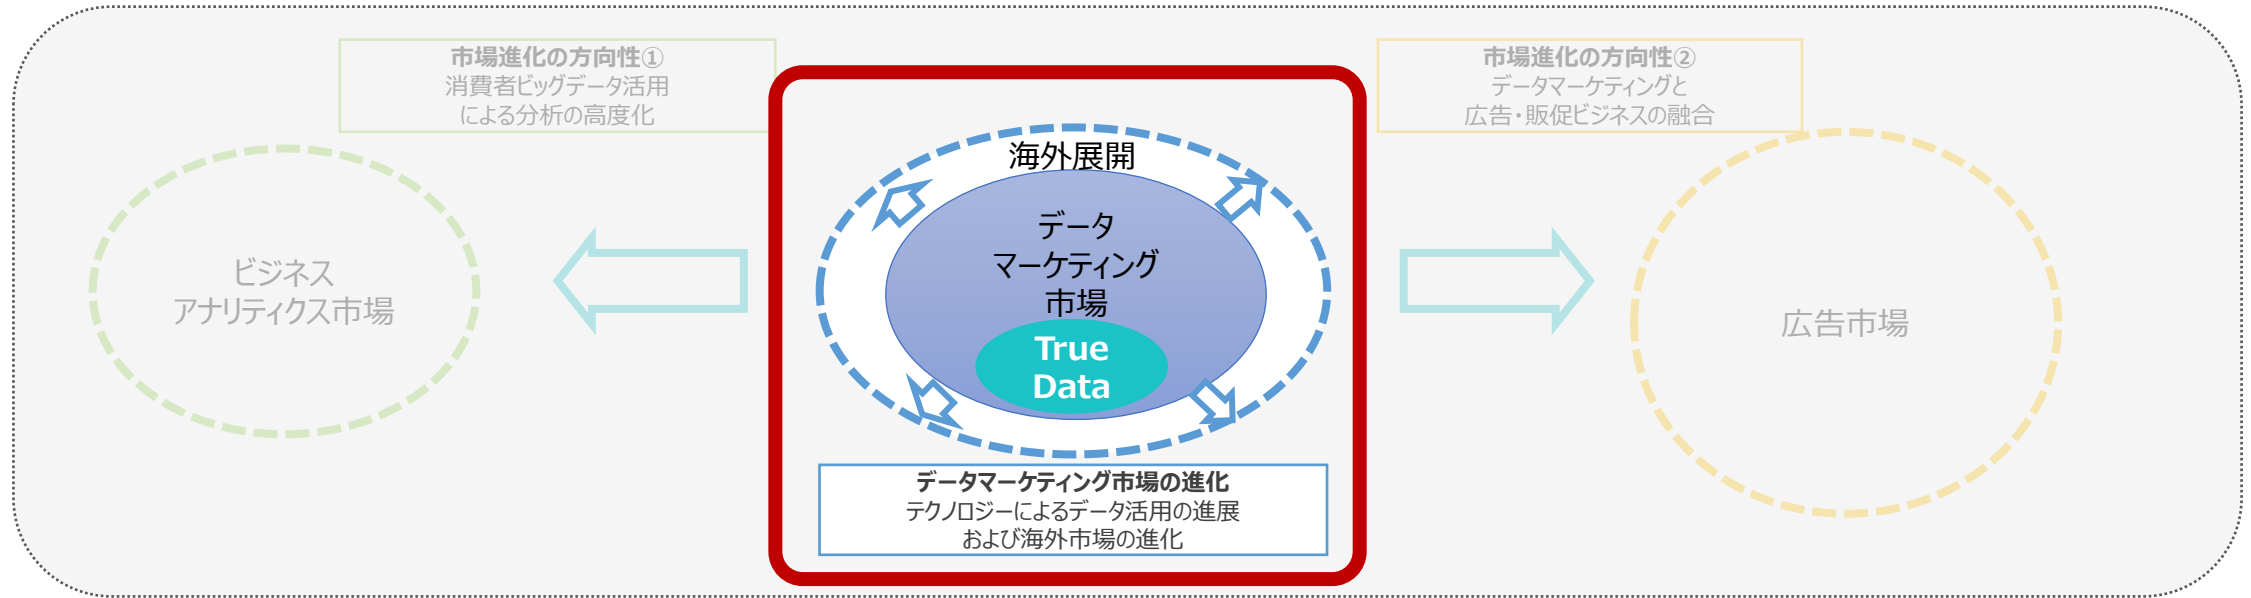 市場進化の方向性①
消費者ビッグデータ活用
による分析の高度化
ビジネス
アナリティクス市場
海外展開
データ
マーケティング
市場
True
Data
データマーケティング市場の進化
テクノロジーによるデータ活用の進展
および海外市場の進化
市場進化の方向性②
データマーケティングと
広告・販促ビジネスの融合
広告市場